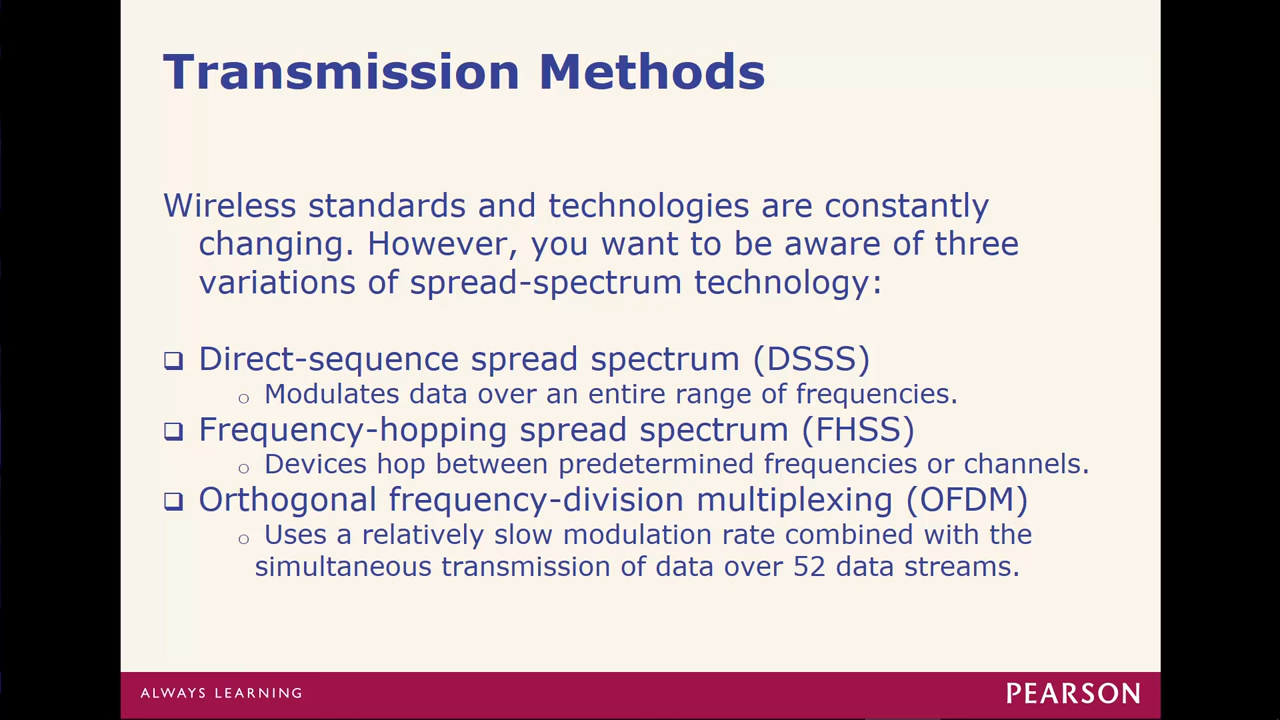 Transmission Methods
Wireless standards and technologies are constantly
changing. However, you want to be aware of three
variations of spread-spectrum technology:
❑ Direct-sequence spread spectrum (DSSS)
○ Modulates data over an entire range of frequencies.
❑ Frequency-hopping spread spectrum (FHSS)
○ Devices hop between predetermined frequencies or channels.
❑ Orthogonal frequency-division multiplexing (OFDM)
○ Uses a relatively slow modulation rate combined with the
simultaneous transmission of data over 52 data streams.
ALWAYS LEARNING
PEARSON